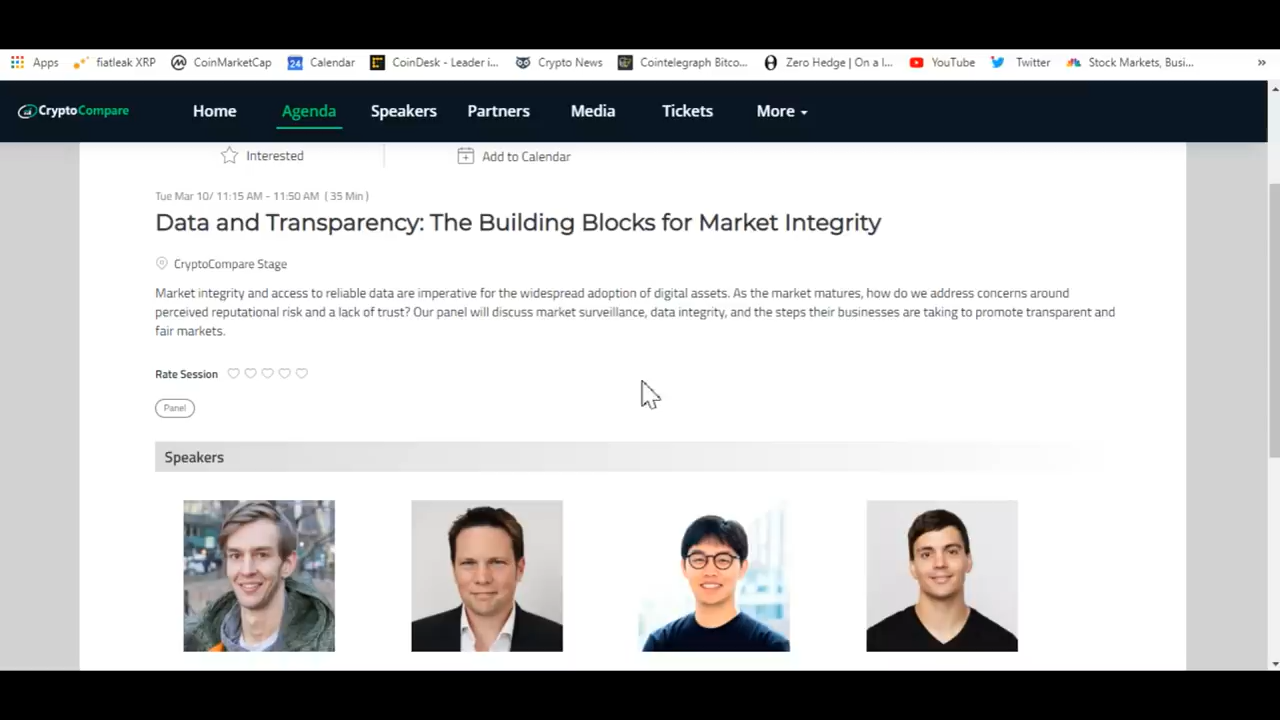 Apps fiatleak XRP CoinMarketCap Calendar CoinDesk - Leader i... Crypto News Cointelegraph Bitco... Zero Hedge | On a l... YouTube Twitter Stock Markets, Busi... »
CryptoCompare Home Agenda Speakers Partners Media Tickets More
Interested Add to Calendar
Tue Mar 10/ 11:15 AM - 11:50 AM ( 35 Min )
Data and Transparency: The Building Blocks for Market Integrity
CryptoCompare Stage
Market integrity and access to reliable data are imperative for the widespread adoption of digital assets. As the market matures, how do we address concerns around
perceived reputational risk and a lack of trust? Our panel will discuss market surveillance, data integrity, and the steps their businesses are taking to promote transparent and
fair markets.
Rate Session
Panel
Speakers